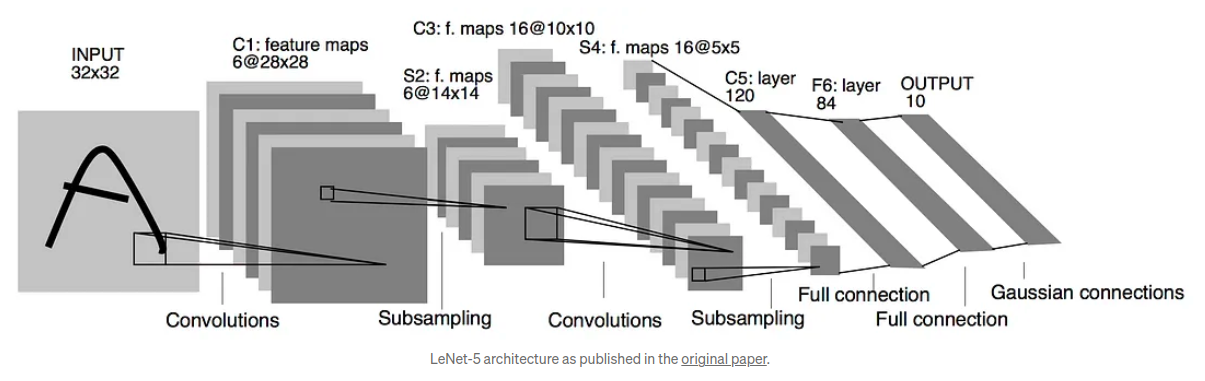 INPUT
32x32
C1: feature maps
6@28x28
S2: f. maps
6@14x14
C3: f. maps 16@10x10
S4: f. maps 16@5x5
C5: layer
120
F6: layer
84
OUTPUT
10
A
Convolutions
Subsampling
Convolutions
Subsampling
Full connection
Full connection
Gaussian connections
LeNet-5 architecture as published in the original paper.